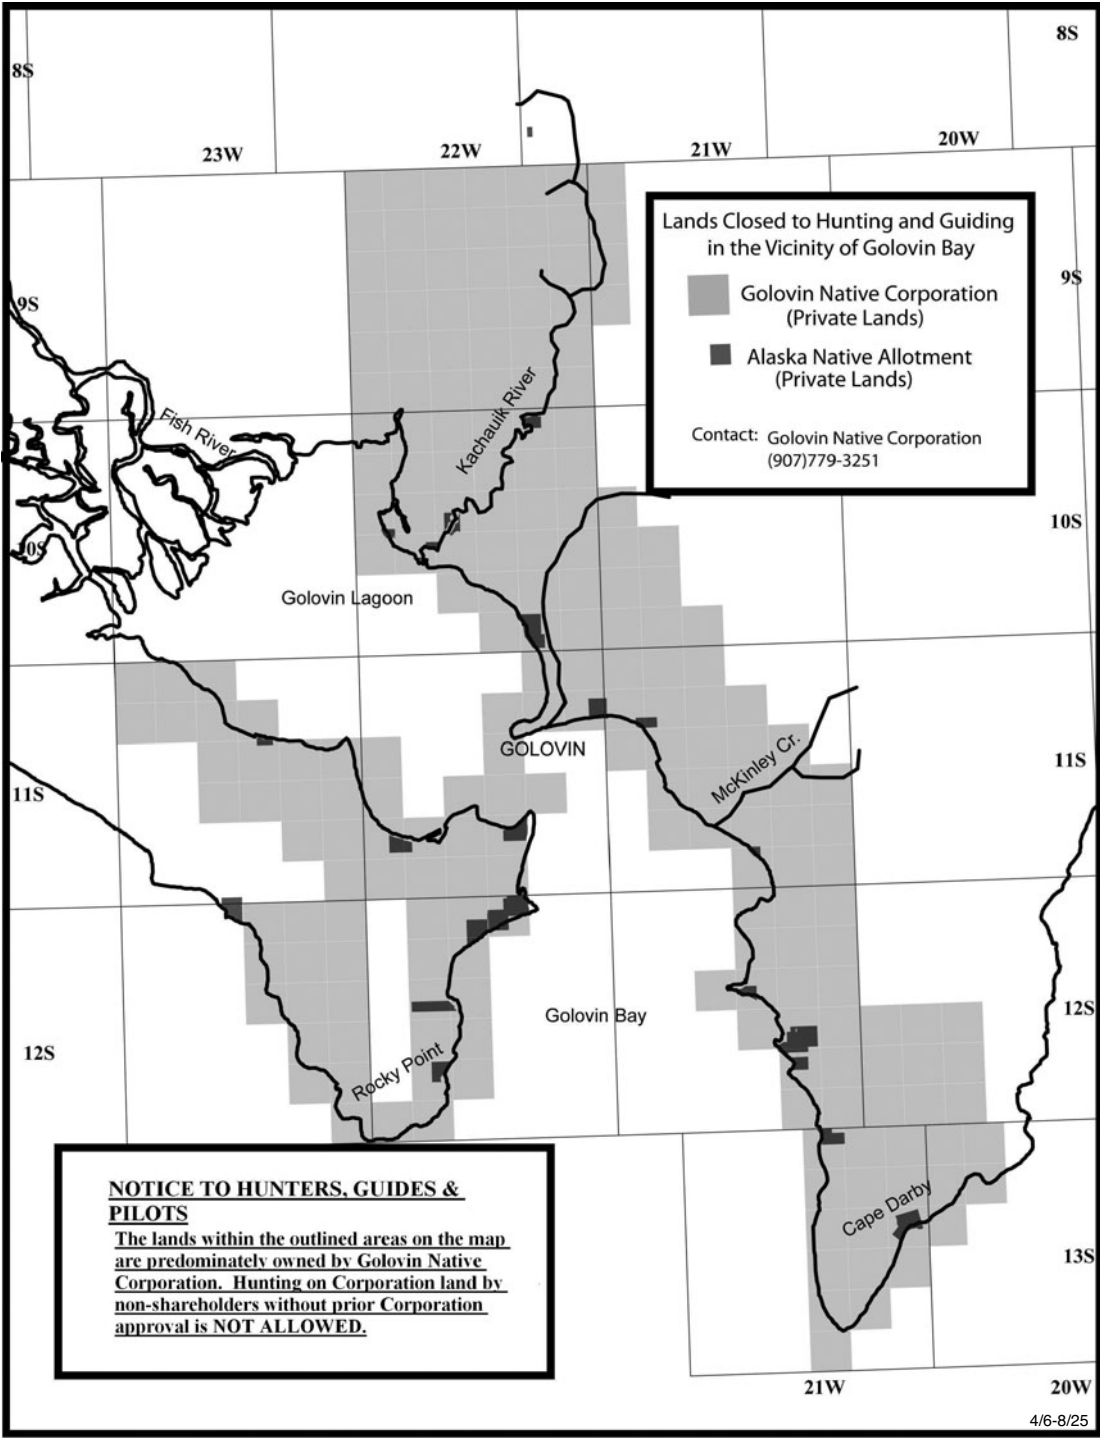 8S
8S
23W
22W
21W
20W
Lands Closed to Hunting and Guiding
in the Vicinity of Golovin Bay
Golovin Native Corporation
(Private Lands)
Alaska Native Allotment
(Private Lands)
Contact: Golovin Native Corporation
(907)779-3251
9S
9S
Fish River
Kachauik River
10S
10S
Golovin Lagoon
GOLOVIN
McKinley Cr.
11S
11S
Golovin Bay
12S
12S
Rocky Point
NOTICE TO HUNTERS, GUIDES &
PILOTS
The lands within the outlined areas on the map
are predominately owned by Golovin Native
Corporation. Hunting on Corporation land by
non-shareholders without prior Corporation
approval is NOT ALLOWED.
Cape Darby
13S
21W
20W
4/6-8/25